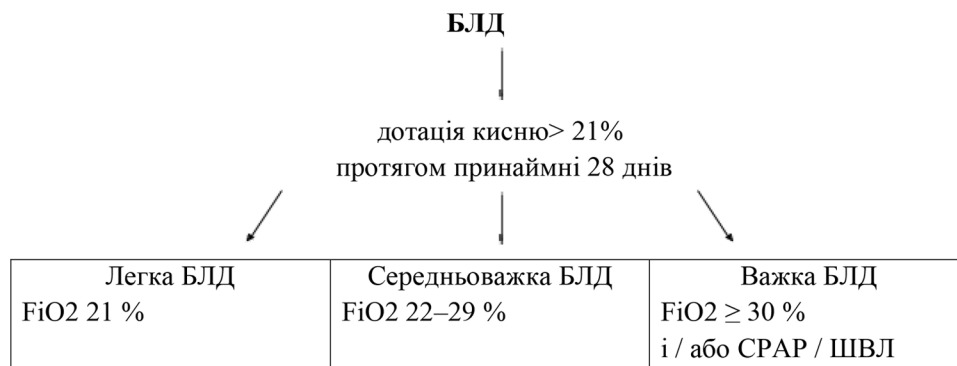 БЛД
дотація кисню> 21%
протягом принаймні 28 днів
Легка БЛД
FiO2 21 %
Середньоважка БЛД
FiO2 22–29 %
Важка БЛД
FiO2 ≥ 30 %
і / або СРАР / ШВЛ